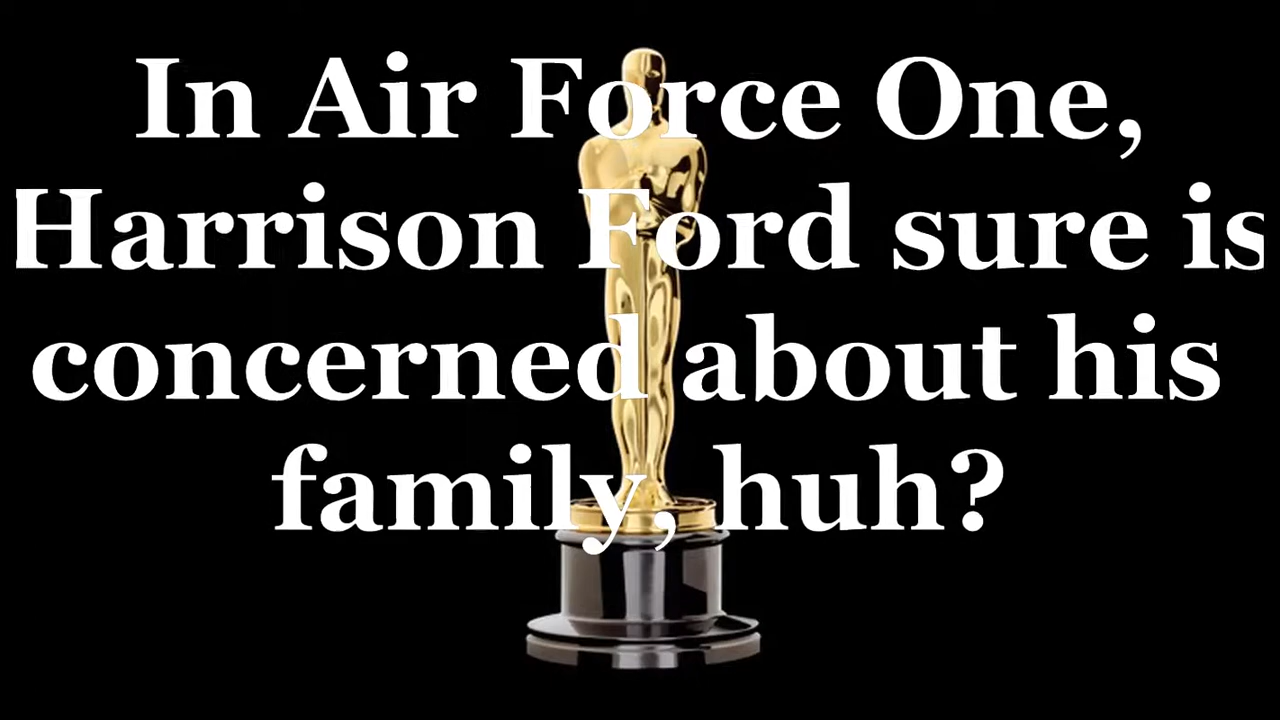 In Air Force One,
Harrison Ford sure is
concerned about his
family, huh?